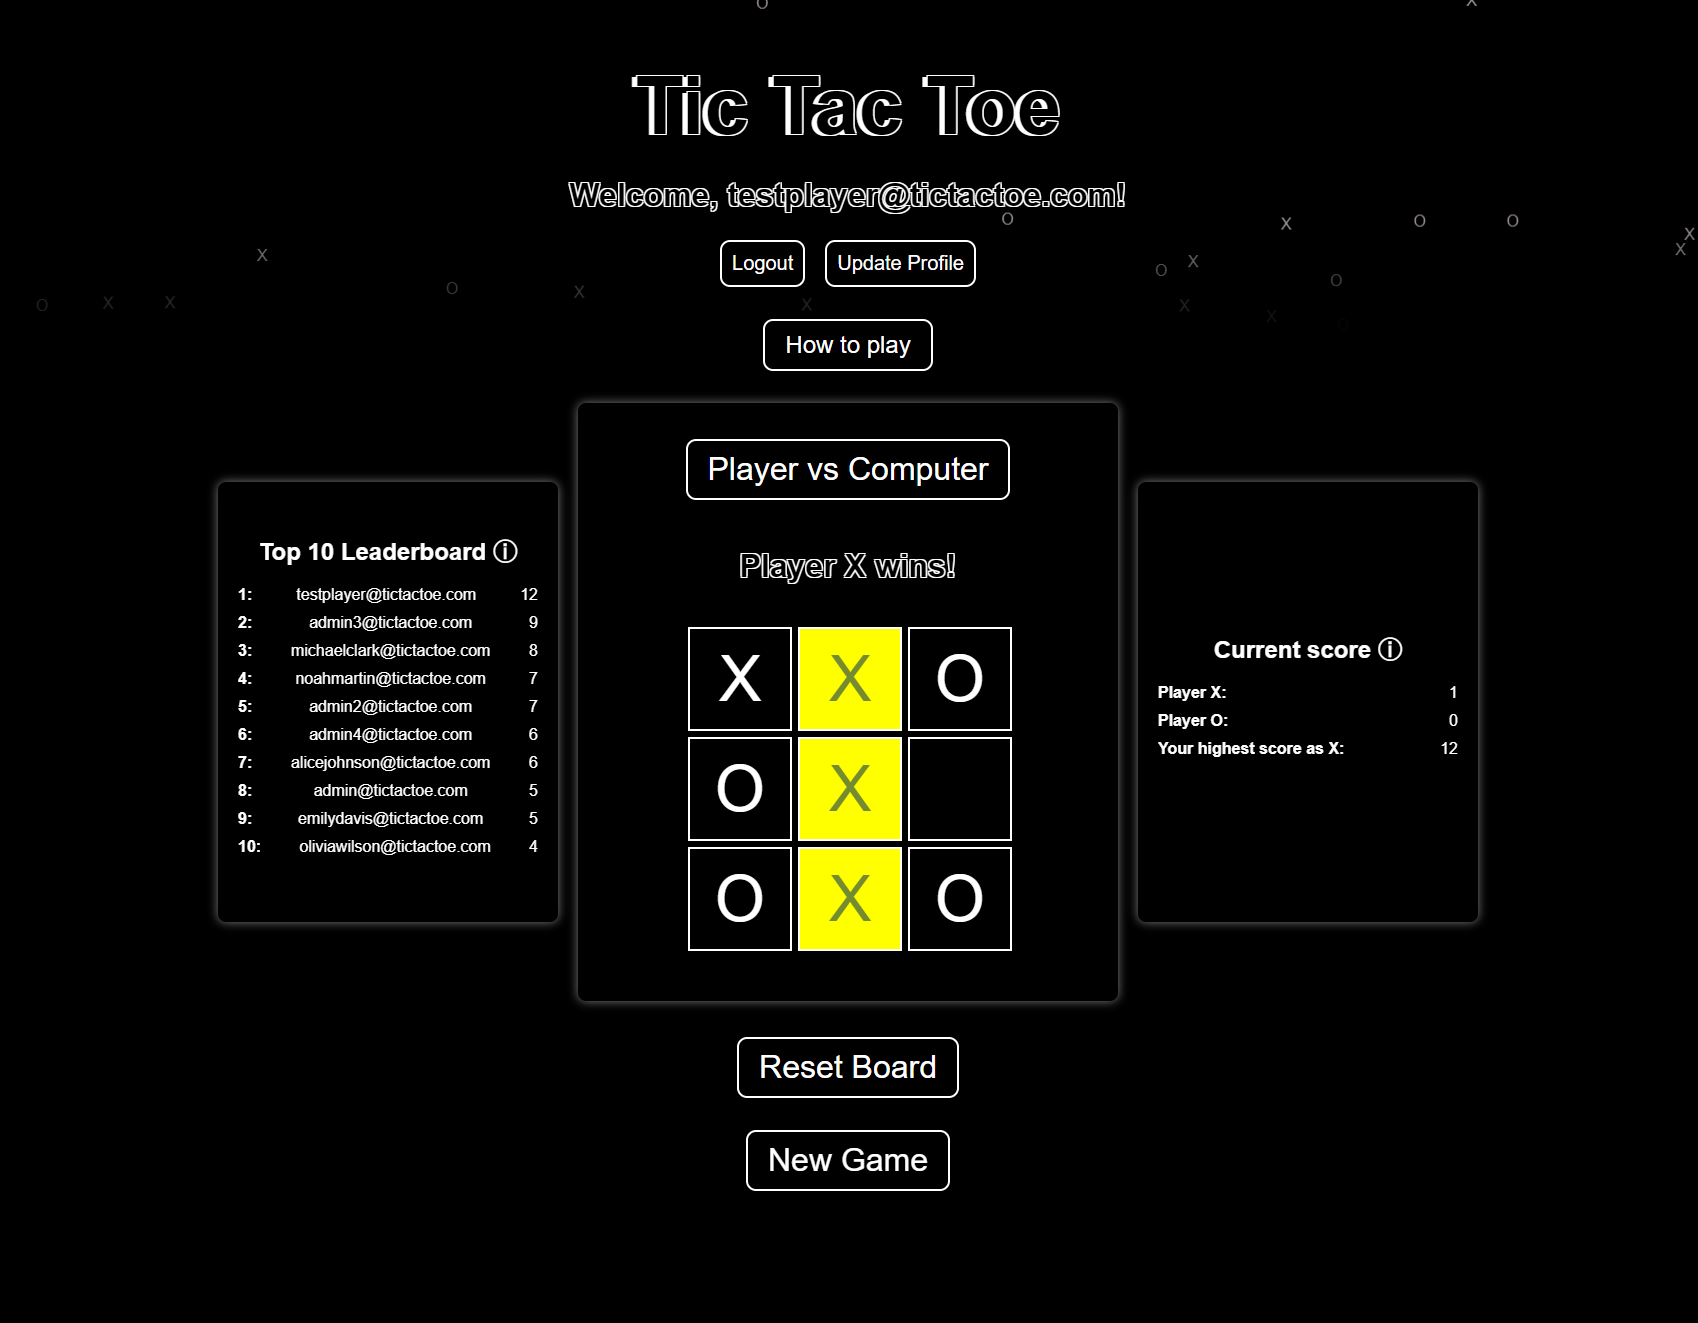 Tic Tac Toe
Welcome, testplayer@tictactoe.com!
Logout Update Profile
How to play
Player vs Computer
Player X wins!
X X O
O X
O X O
Top 10 Leaderboard ⓘ
1: testplayer@tictactoe.com 12
2: admin3@tictactoe.com 9
3: michaelclark@tictactoe.com 8
4: noahmartin@tictactoe.com 7
5: admin2@tictactoe.com 7
6: admin4@tictactoe.com 6
7: alicejohnson@tictactoe.com 6
8: admin@tictactoe.com 5
9: emilydavis@tictactoe.com 5
10: oliviawilson@tictactoe.com 4
Current score ⓘ
Player X: 1
Player O: 0
Your highest score as X: 12
Reset Board
New Game